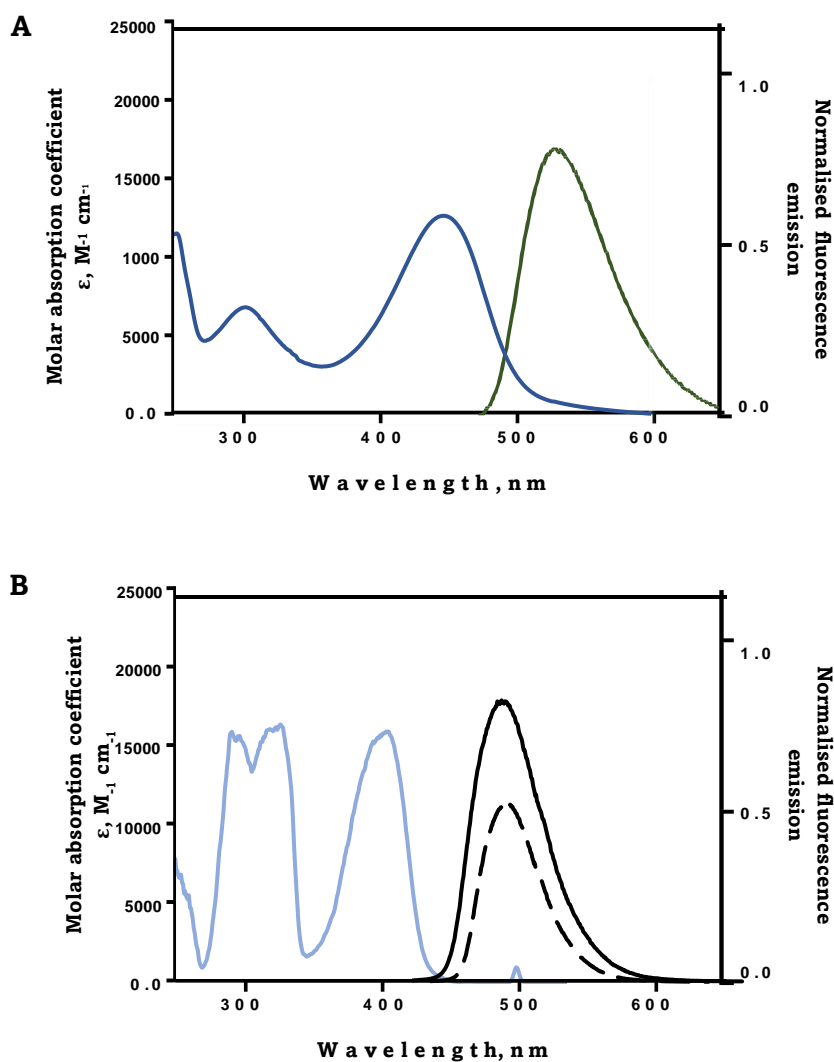 A
25000
20000
15000
1000
5000
0.0
Molar absorption coefficient
ε, M-1 cm-1
1.0
0.5
0.0
Normalised fluorescence
emission
300 400 500 600
Wavelength,nm
B
25000
20000
15000
10000
5000
0.0
Molar absorption coefficient
ε, M-1 cm-1
1.0
0.5
0.0
Normalised fluorescence
emission
300 400 500 600
Wavelength,nm